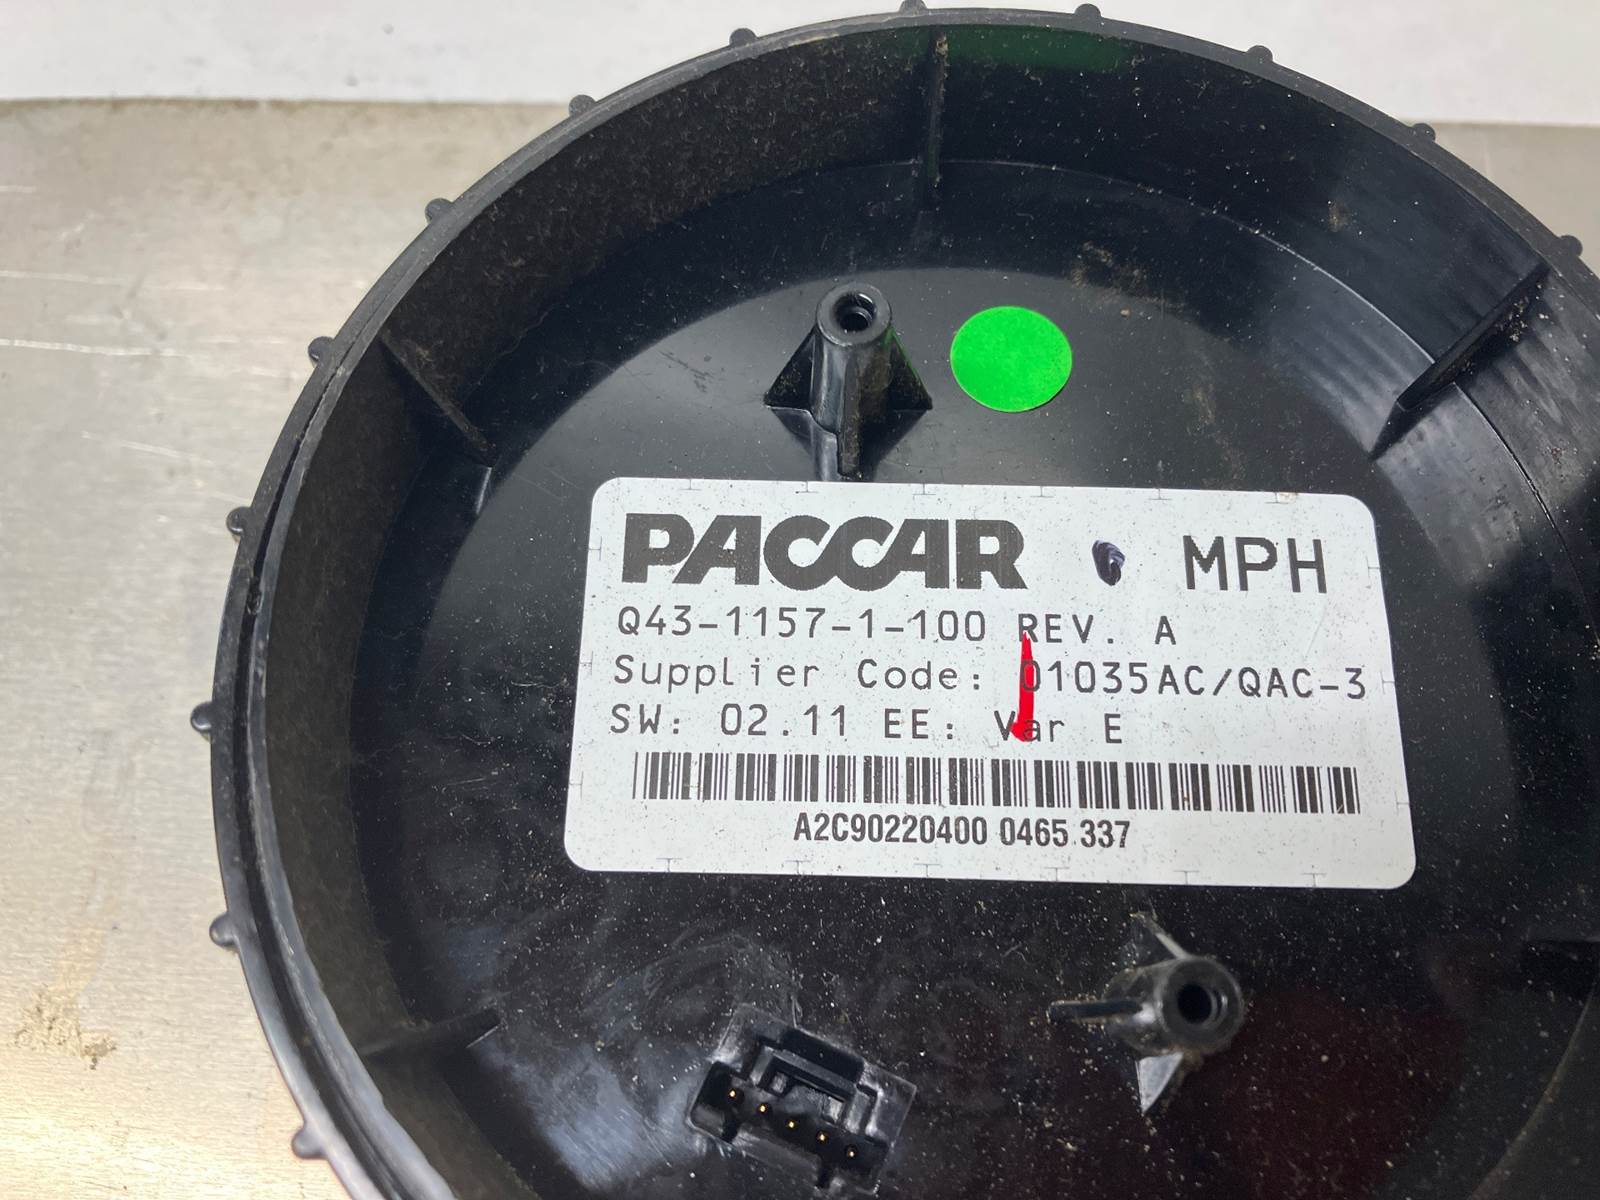 PACCAR MPH
Q43-1157-1-100 REV. A
Supplier Code: 01035AC/QAC-3
SW: 02.11 EE: Var E
A2C90220400 0465 337